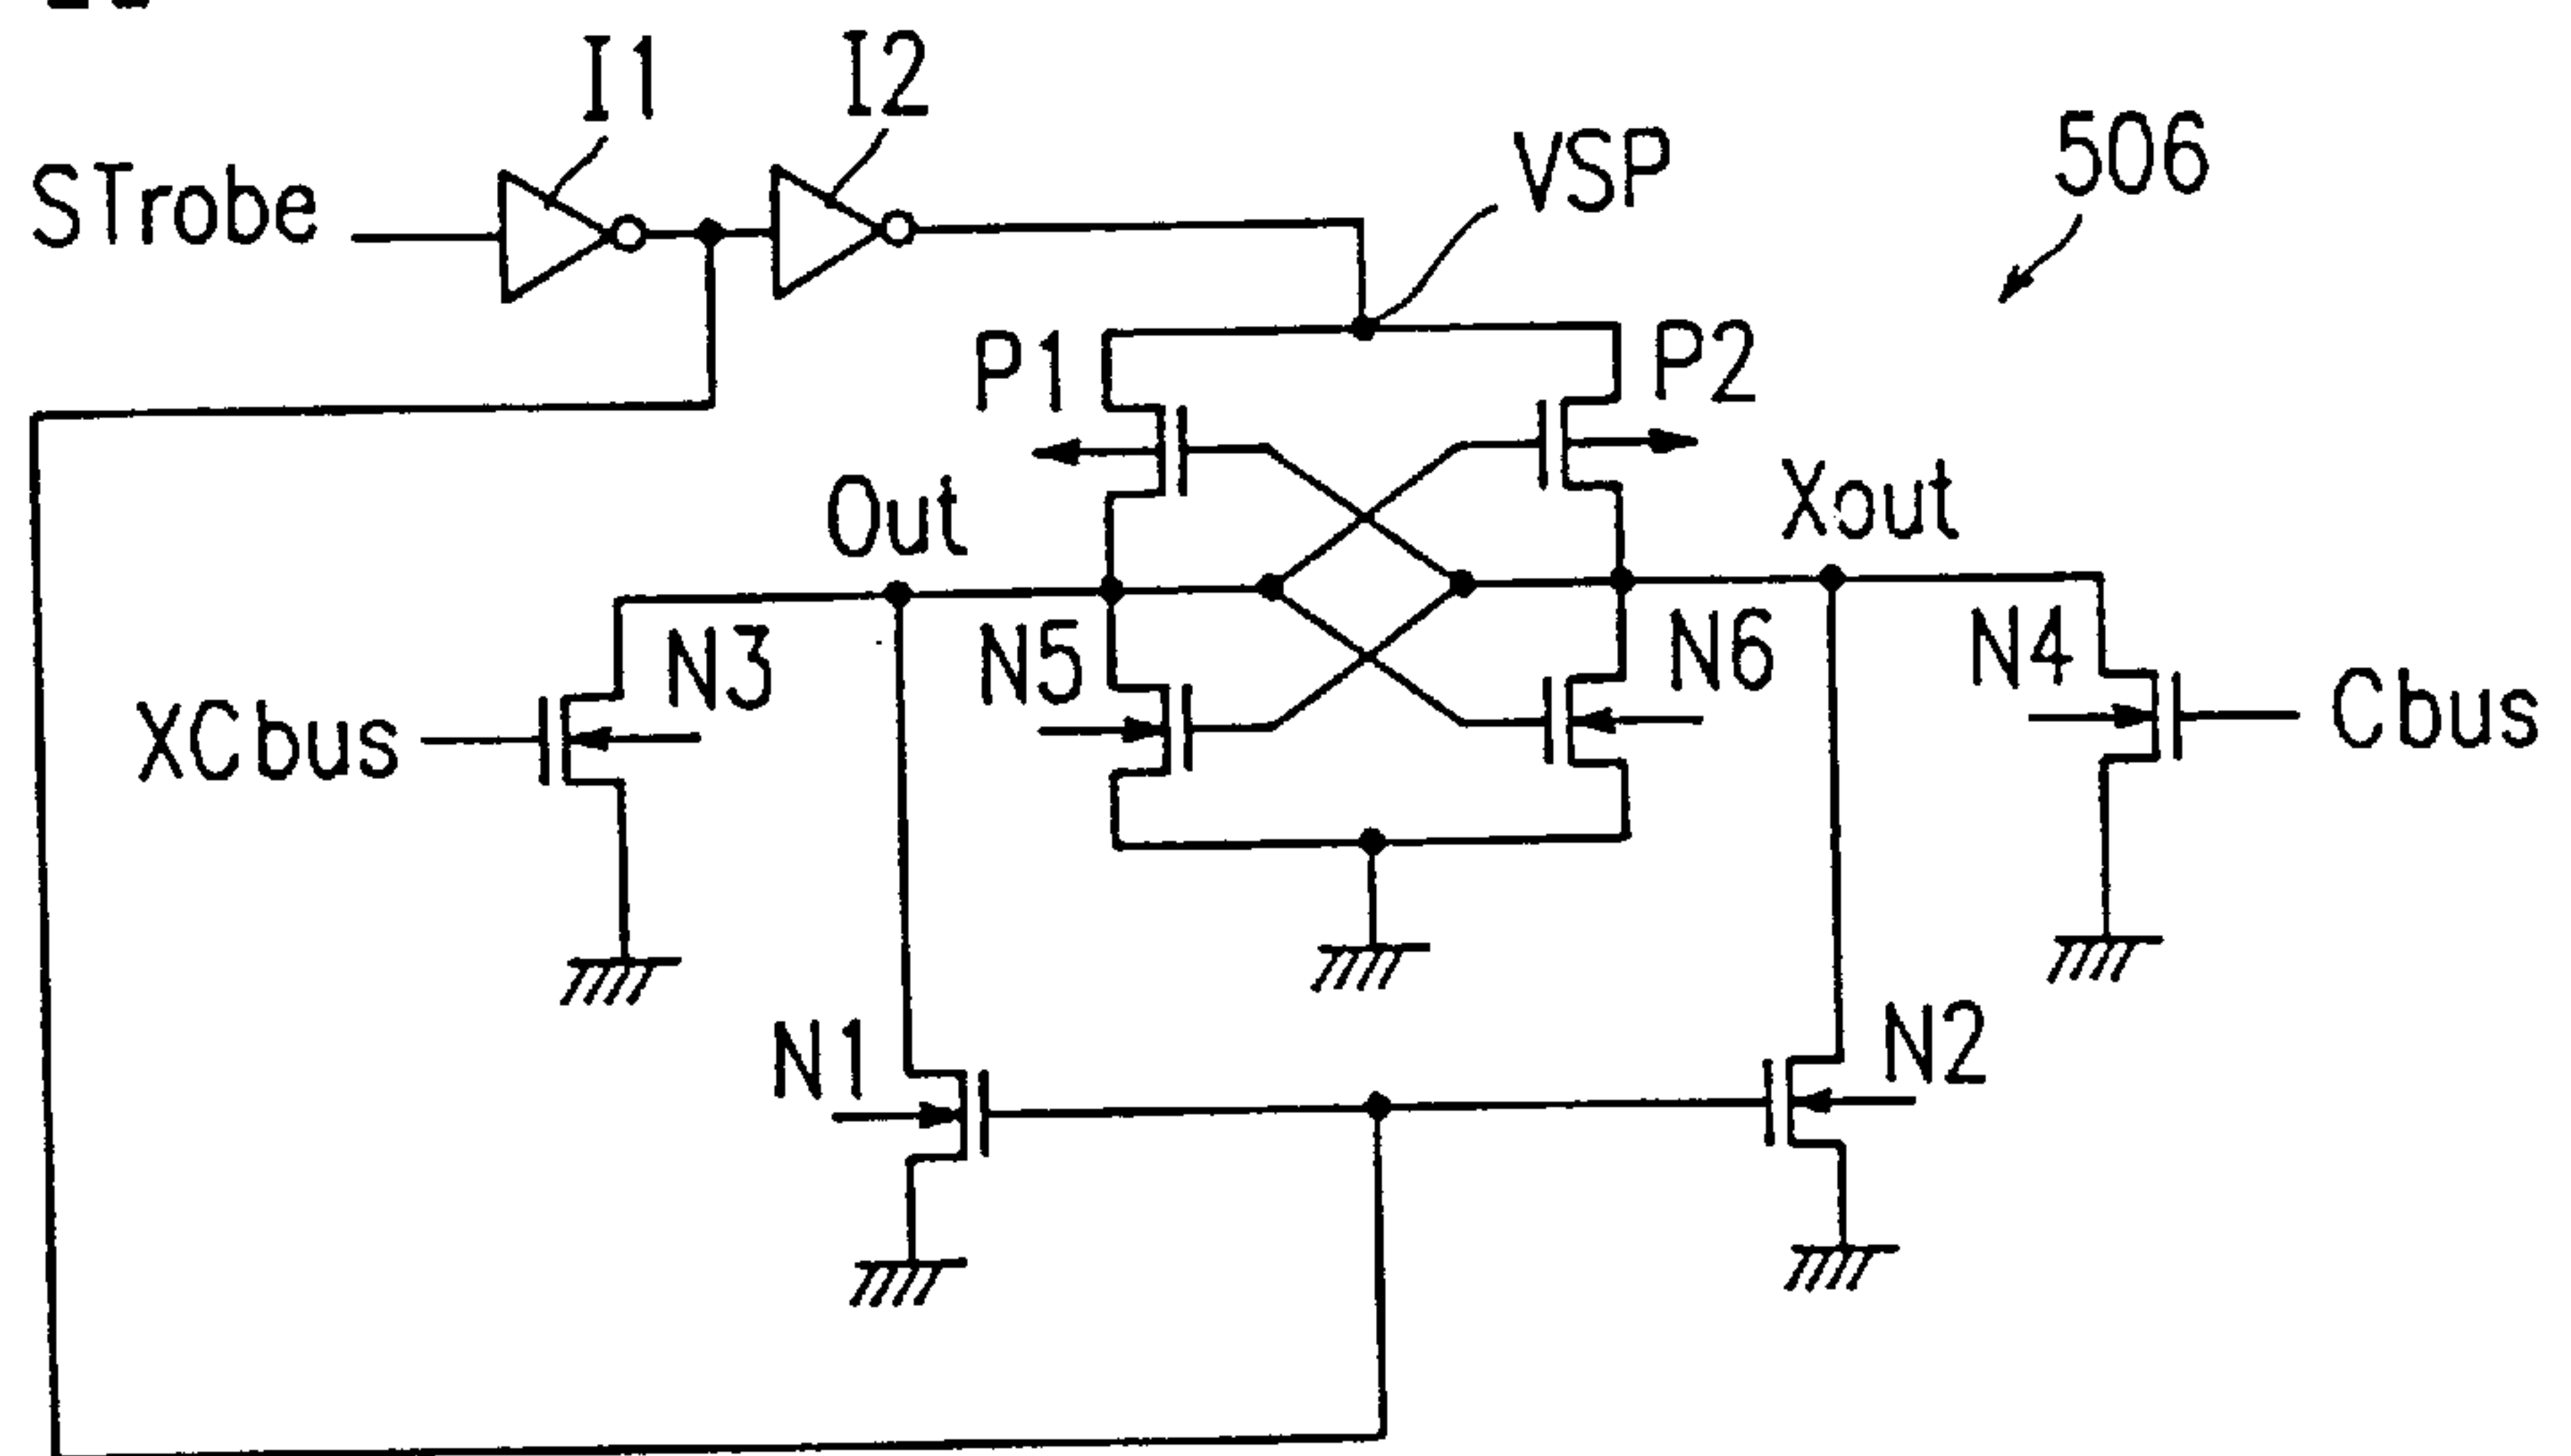 I1
I2
STrobe
VSP
506
P1
P2
Out
Xout
N3
N5
N6
N4
XCbus
Cbus
N1
N2